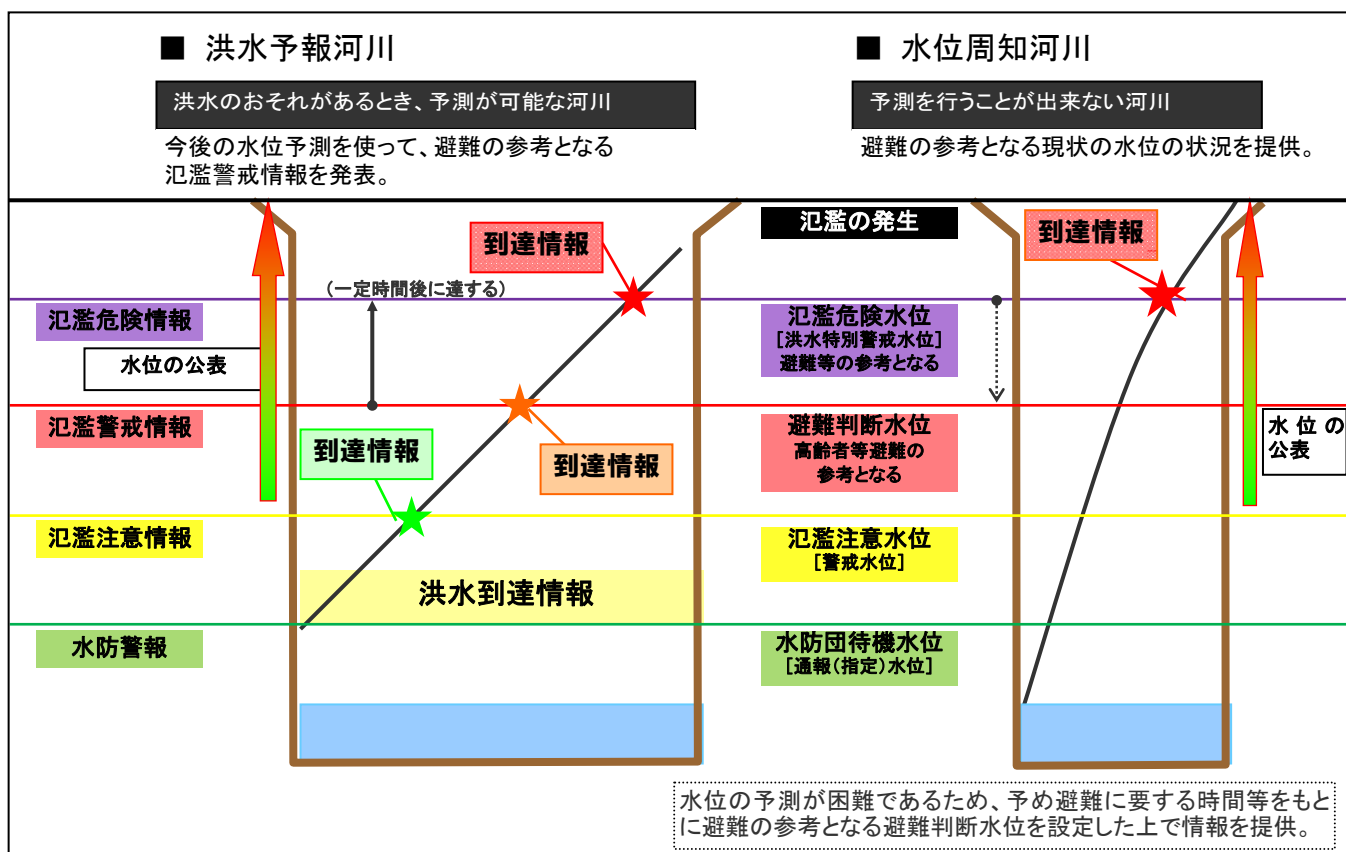 ■ 洪水予報河川
洪水のおそれがあるとき、予測が可能な河川
今後の水位予測を使って、避難の参考となる
氾濫警戒情報を発表。
■ 水位周知河川
予測を行うことが出来ない河川
避難の参考となる現状の水位の状況を提供。
氾濫の発生
到達情報
到達情報
(一定時間後に達する)
氾濫危険情報
水位の公表
氾濫危険水位
[洪水特別警戒水位]
避難等の参考となる
氾濫警戒情報
到達情報
到達情報
避難判断水位
高齢者等避難の
参考となる
水位の
公表
氾濫注意情報
氾濫注意水位
[警戒水位]
洪水到達情報
水防警報
水防団待機水位
[通報(指定)水位]
水位の予測が困難であるため、予め避難に要する時間等をもと
に避難の参考となる避難判断水位を設定した上で情報を提供。